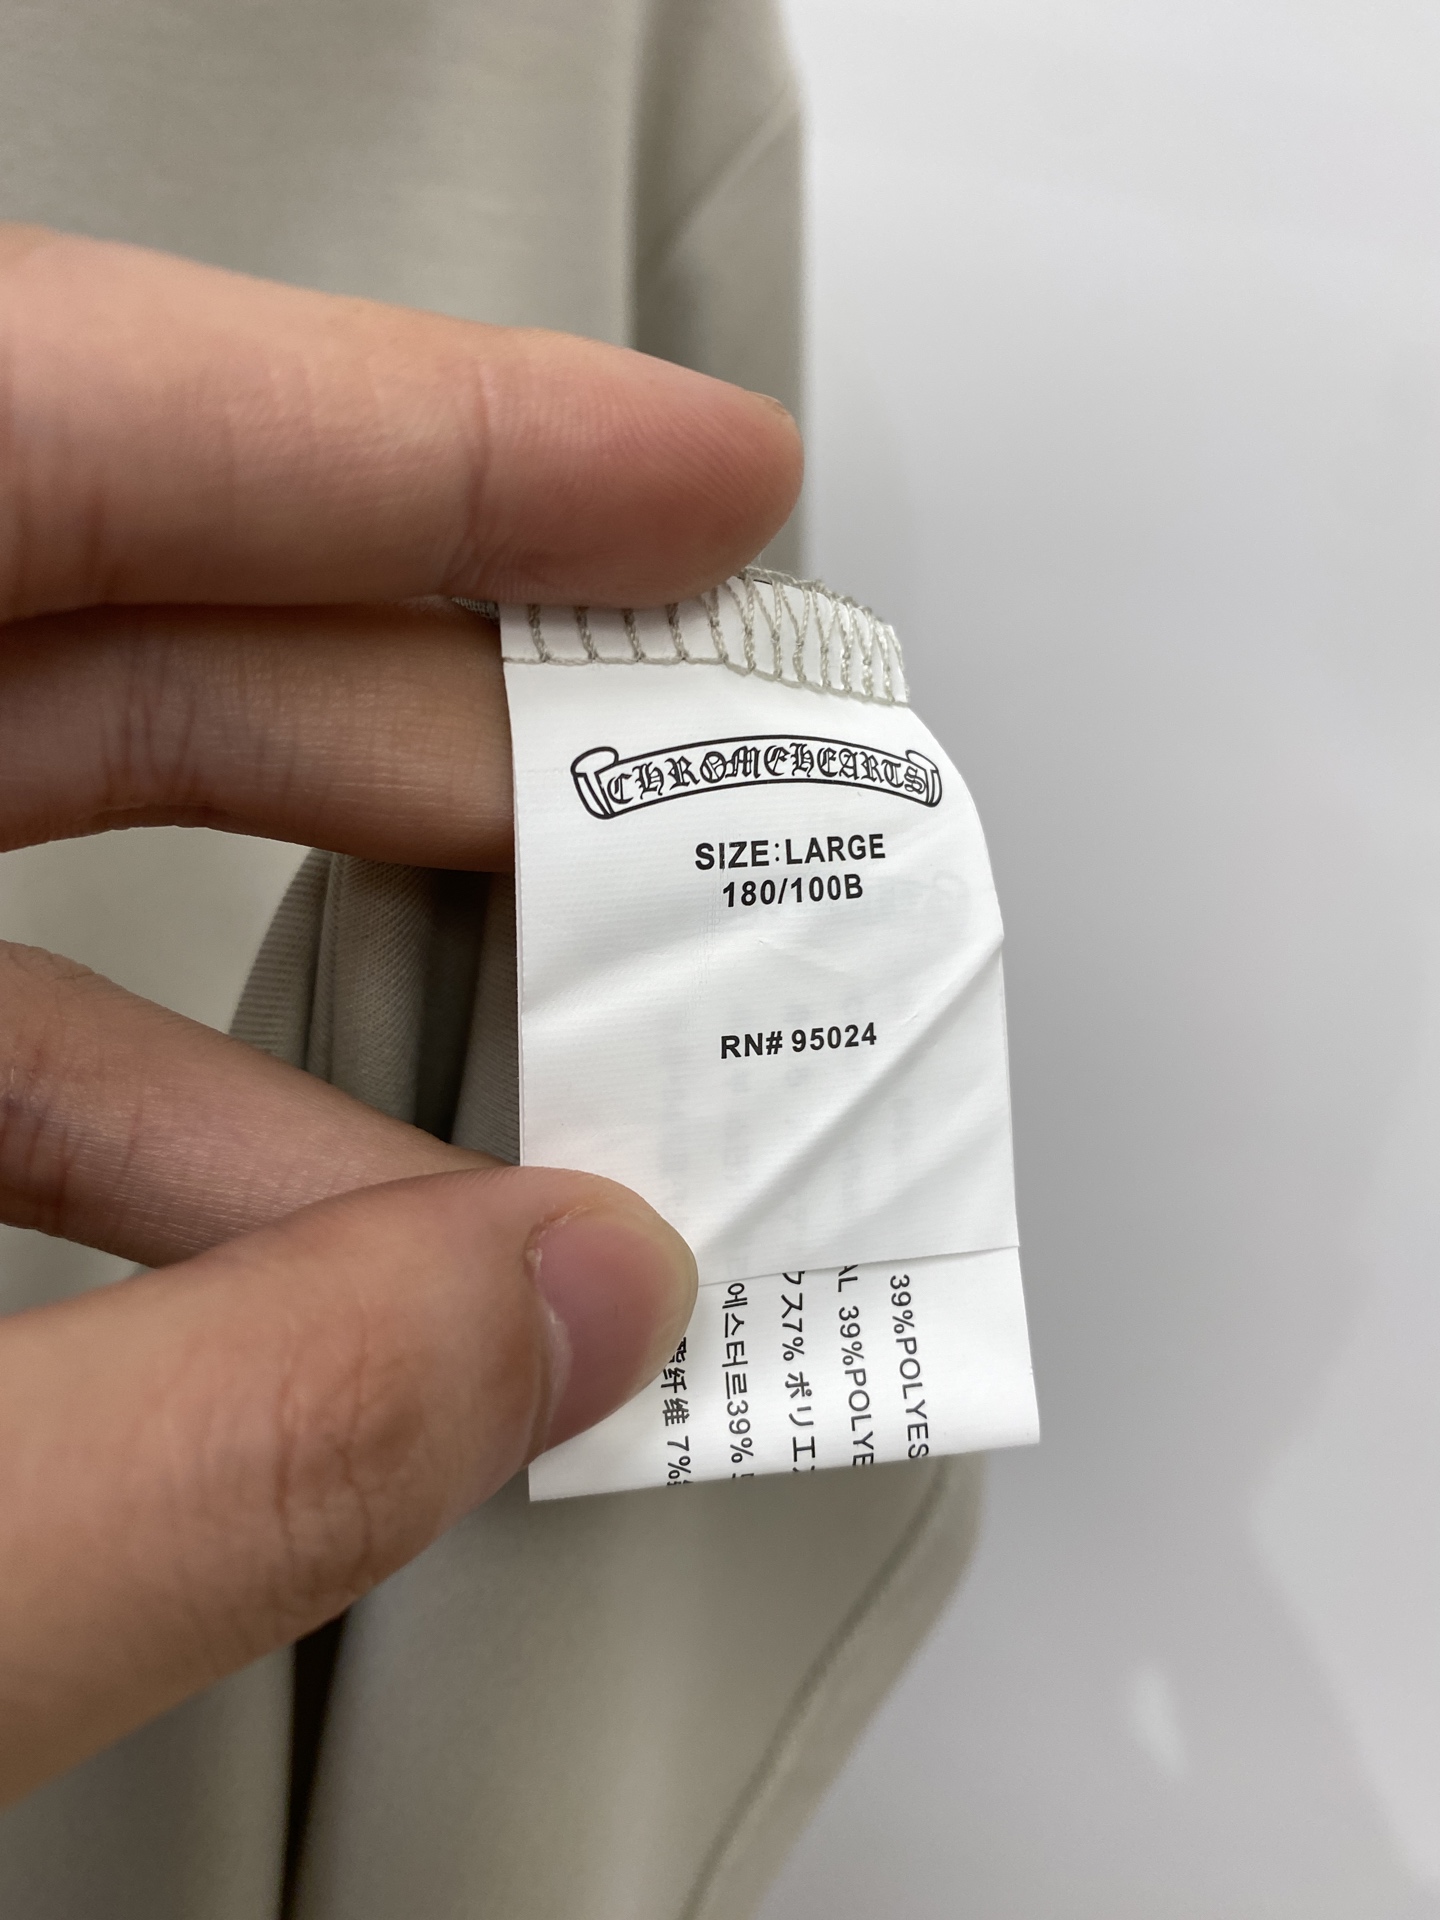 CHROMEHEARTS
SIZE:LARGE
180/100B
RN# 95024
39%POLYES
AL 39%POLYE
ス7% ポリエ
에스터르39%
纤维 7%